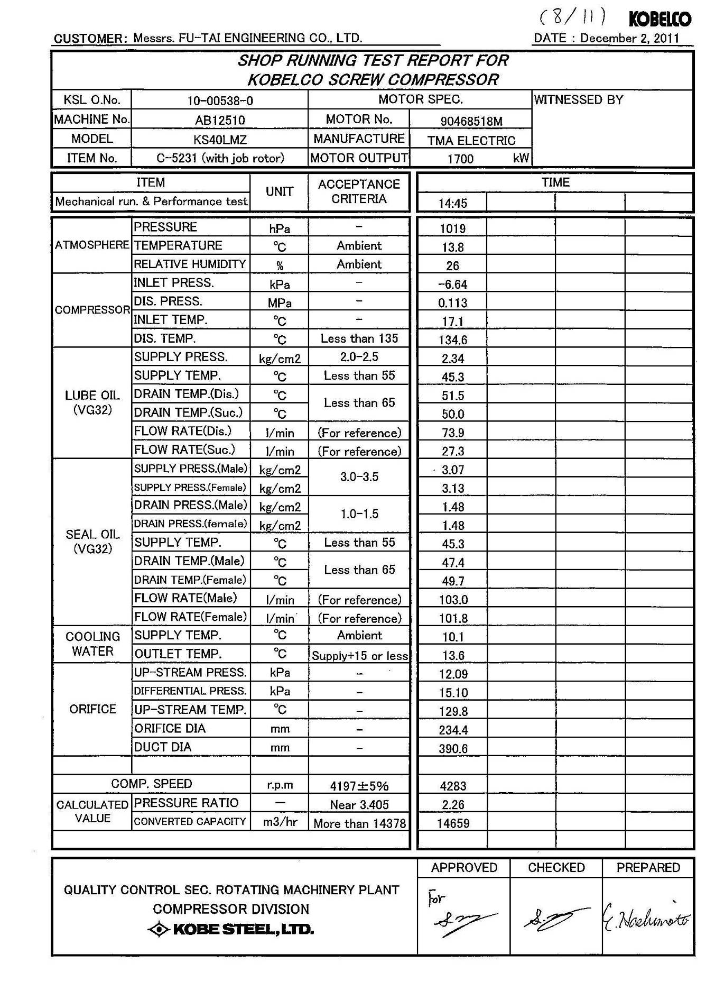 (8/11) KOBELCO
CUSTOMER: Messrs. FU-TAI ENGINEERING CO., LTD. DATE : December 2, 2011
SHOP RUNNING TEST REPORT FOR
KOBELCO SCREW COMPRESSOR
KSL O.No. 10-00538-0 MOTOR SPEC. WITNESSED BY
MACHINE No. AB12510 MOTOR No. 90468518M
MODEL KS40LMZ MANUFACTURE TMA ELECTRIC
ITEM No. C-5231 (with job rotor) MOTOR OUTPUT 1700 kW
ITEM UNIT ACCEPTANCE CRITERIA TIME
Mechanical run. & Performance test 14:45
ATMOSPHERE PRESSURE hPa - 1019
TEMPERATURE ℃ Ambient 13.8
RELATIVE HUMIDITY % Ambient 26
COMPRESSOR INLET PRESS. kPa - -6.64
DIS. PRESS. MPa - 0.113
INLET TEMP. ℃ - 17.1
DIS. TEMP. ℃ Less than 135 134.6
LUBE OIL (VG32) SUPPLY PRESS. kg/cm2 2.0-2.5 2.34
SUPPLY TEMP. ℃ Less than 55 45.3
DRAIN TEMP.(Dis.) ℃ Less than 65 51.5
DRAIN TEMP.(Suc.) ℃ 50.0
FLOW RATE(Dis.) l/min (For reference) 73.9
FLOW RATE(Suc.) l/min (For reference) 27.3
SEAL OIL (VG32) SUPPLY PRESS.(Male) kg/cm2 3.0-3.5 3.07
SUPPLY PRESS.(Female) kg/cm2 3.13
DRAIN PRESS.(Male) kg/cm2 1.0-1.5 1.48
DRAIN PRESS.(female) kg/cm2 1.48
SUPPLY TEMP. ℃ Less than 55 45.3
DRAIN TEMP.(Male) ℃ Less than 65 47.4
DRAIN TEMP.(Female) ℃ 49.7
FLOW RATE(Male) l/min (For reference) 103.0
FLOW RATE(Female) l/min (For reference) 101.8
COOLING WATER SUPPLY TEMP. ℃ Ambient 10.1
OUTLET TEMP. ℃ Supply+15 or less 13.6
ORIFICE UP-STREAM PRESS. kPa - 12.09
DIFFERENTIAL PRESS. kPa - 15.10
UP-STREAM TEMP. ℃ - 129.8
ORIFICE DIA mm - 234.4
DUCT DIA mm - 390.6
COMP. SPEED r.p.m 4197±5% 4283
CALCULATED VALUE PRESSURE RATIO — Near 3.405 2.26
CONVERTED CAPACITY m3/hr More than 14378 14659
APPROVED CHECKED PREPARED
QUALITY CONTROL SEC. ROTATING MACHINERY PLANT
COMPRESSOR DIVISION
KOBE STEEL, LTD.
For
E. Hashimoto